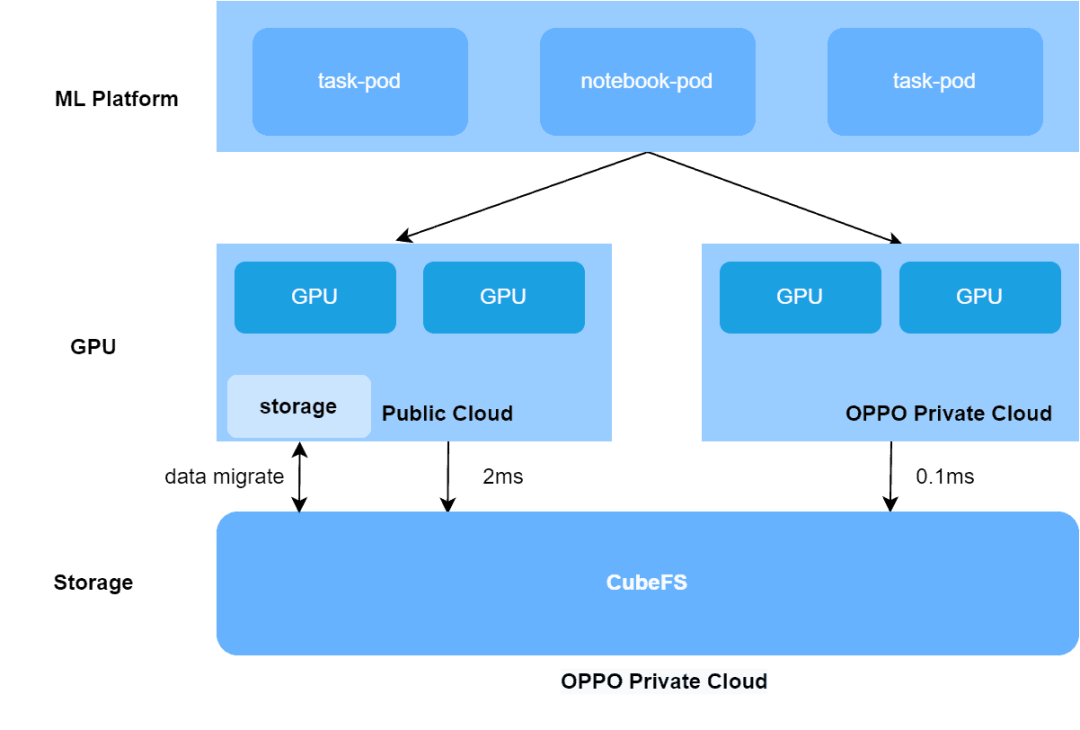 task-pod
notebook-pod
task-pod
ML Platform
GPU
GPU
GPU
GPU
GPU
storage
Public Cloud
OPPO Private Cloud
data migrate
2ms
0.1ms
Storage
CubeFS
OPPO Private Cloud